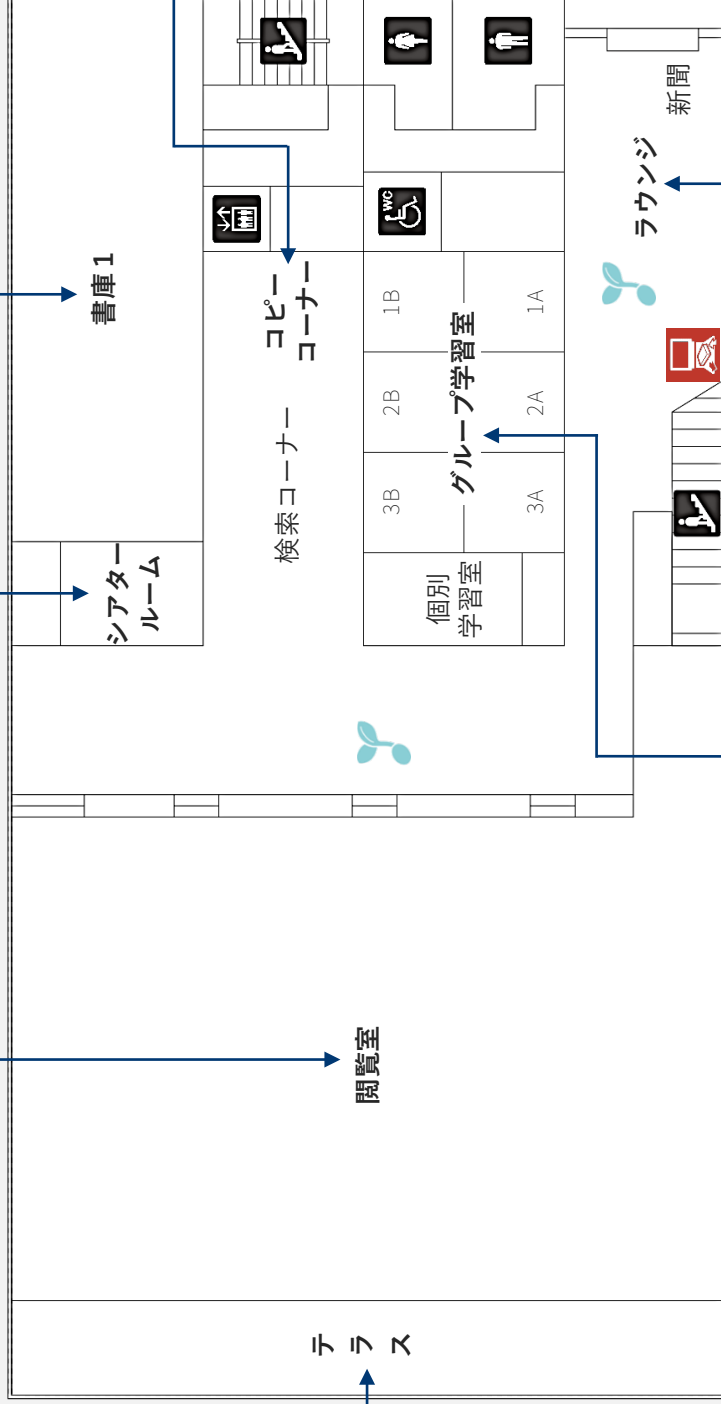 書庫1
シアター
ルーム
コピー
コーナー
検索コーナー
WC
1B
2B
3B
グループ学習室
1A
2A
3A
個別
学習室
新聞
ラウンジ
閲覧室
テラス